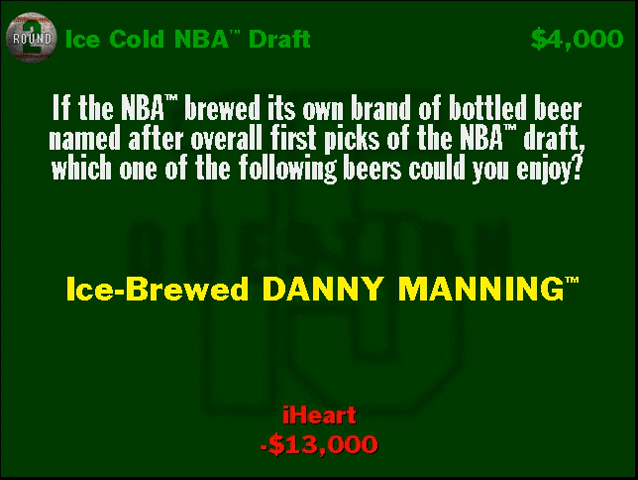 2
ROUND
Ice Cold NBA™ Draft
$4,000
If the NBA™ brewed its own brand of bottled beer
named after overall first picks of the NBA™ draft,
which one of the following beers could you enjoy?
QUESTION
15
Ice-Brewed DANNY MANNING™
iHeart
-$13,000